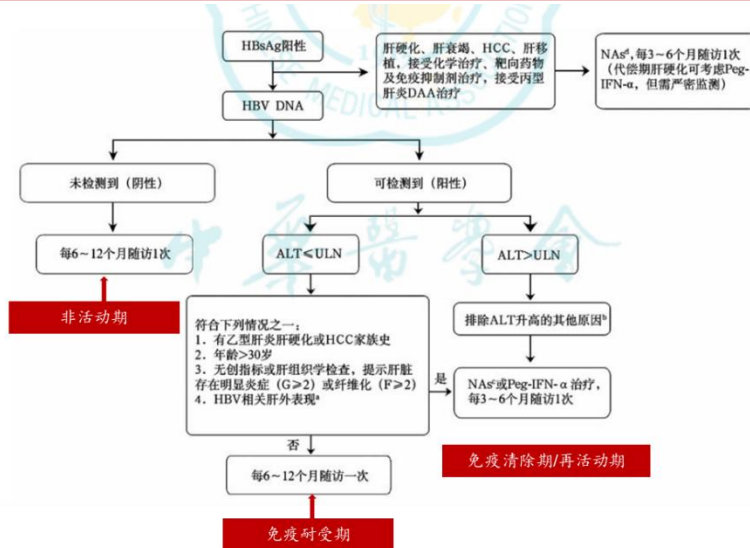 HBsAg阳性
肝硬化、肝衰竭、HCC、肝移
植，接受化学治疗、靶向药物
及免疫抑制剂治疗，接受丙型
肝炎DAA治疗
NAsᵈ，每3~6个月随访1次
（代偿期肝硬化可考虑Peg-
IFN-α，但需严密监测）
HBV DNA
未检测到（阴性）
可检测到（阳性）
每6~12个月随访1次
ALT≤ULN
ALT>ULN
非活动期
符合下列情况之一：
1. 有乙型肝炎肝硬化或HCC家族史
2. 年龄>30岁
3. 无创指标或肝组织学检查，提示肝脏
存在明显炎症（G≥2）或纤维化（F≥2）
4. HBV相关肝外表现ᵃ
排除ALT升高的其他原因ᵇ
是
NAsᶜ或Peg-IFN-α治疗，
每3~6个月随访1次
否
免疫清除期/再活动期
每6~12个月随访一次
免疫耐受期
中华医学会
CHINESE MEDICAL ASSOCIATION